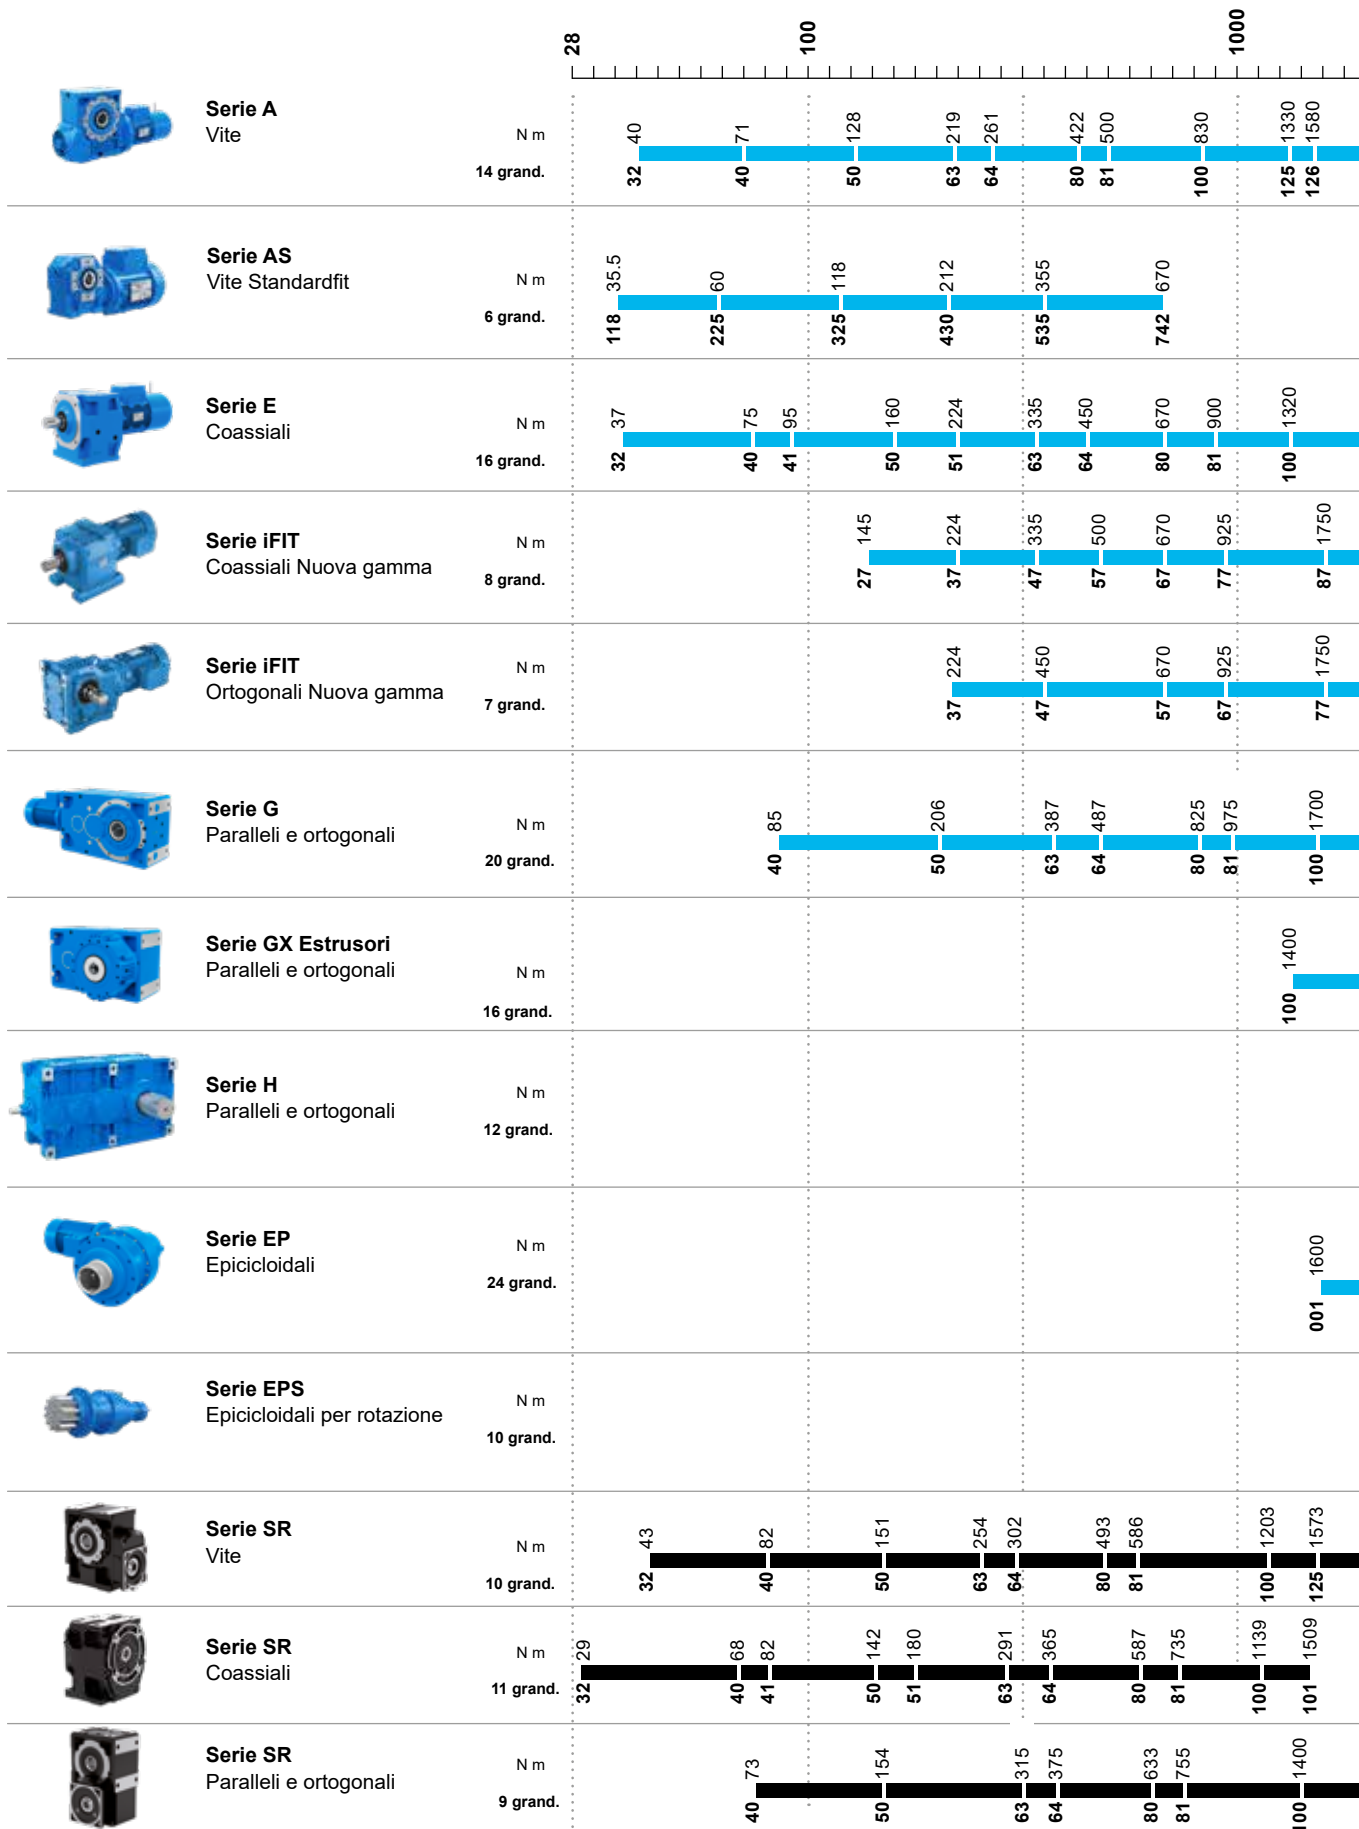 28 100 1000
Serie A
Vite
N m
14 grand.
40 71 128 219 261 422 500 830 1330 1580
32 40 50 63 64 80 81 100 125 126
Serie AS
Vite Standardfit
N m
6 grand.
35.5 60 118 212 355 670
118 225 325 430 535 742
Serie E
Coassiali
N m
16 grand.
37 75 95 160 224 335 450 670 900 1320
32 40 41 50 51 63 64 80 81 100
Serie iFIT
Coassiali Nuova gamma
N m
8 grand.
145 224 335 500 670 925 1750
27 37 47 57 67 77 87
Serie iFIT
Ortogonali Nuova gamma
N m
7 grand.
224 450 670 925 1750
37 47 57 67 77
Serie G
Paralleli e ortogonali
N m
20 grand.
85 206 387 487 825 975 1700
40 50 63 64 80 81 100
Serie GX Estrusori
Paralleli e ortogonali
N m
16 grand.
1400
100
Serie H
Paralleli e ortogonali
N m
12 grand.
Serie EP
Epicicloidali
N m
24 grand.
1600
001
Serie EPS
Epicicloidali per rotazione
N m
10 grand.
Serie SR
Vite
N m
10 grand.
43 82 151 254 302 493 586 1203 1573
32 40 50 63 64 80 81 100 125
Serie SR
Coassiali
N m
11 grand.
29 68 82 142 180 291 365 587 735 1139 1509
32 40 41 50 51 63 64 80 81 100 101
Serie SR
Paralleli e ortogonali
N m
9 grand.
73 154 315 375 633 755 1400
40 50 63 64 80 81 100